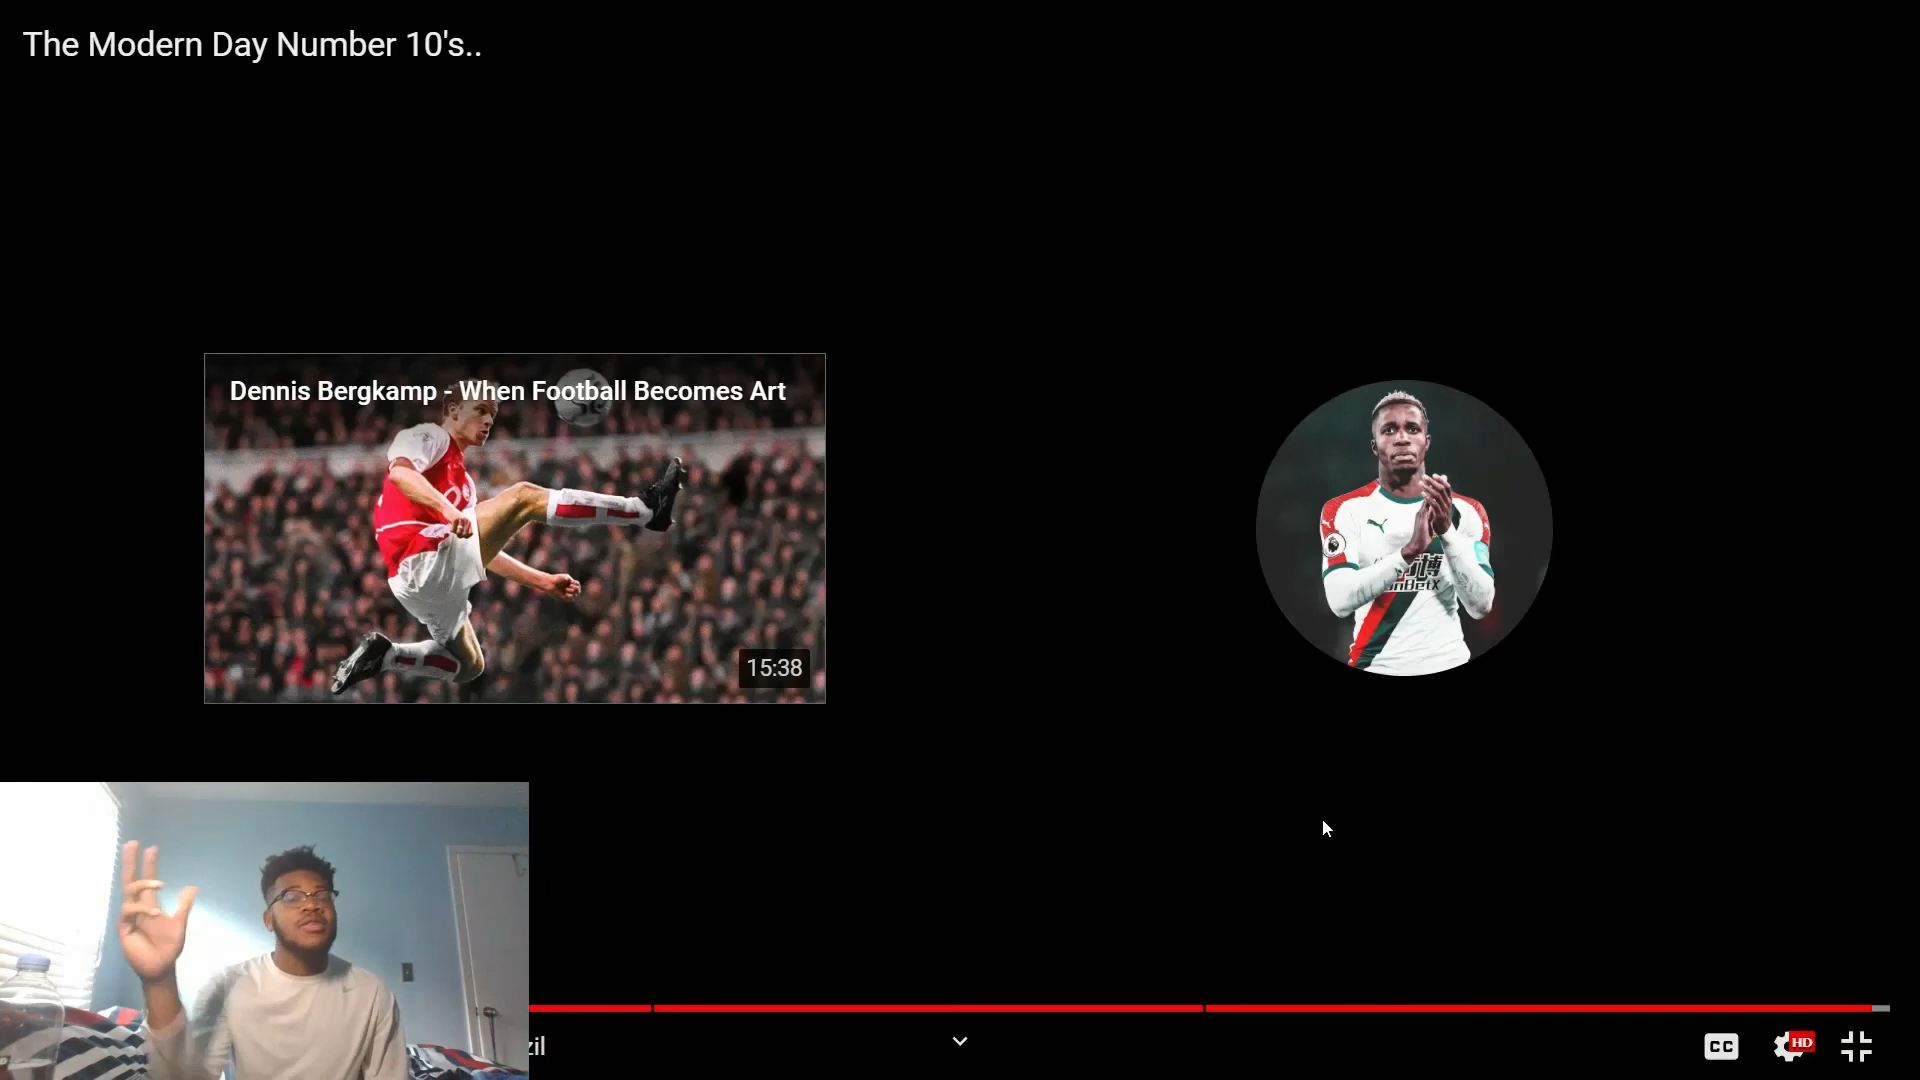 The Modern Day Number 10's..
Dennis Bergkamp - When Football Becomes Art
15:38
zil
CC
HD